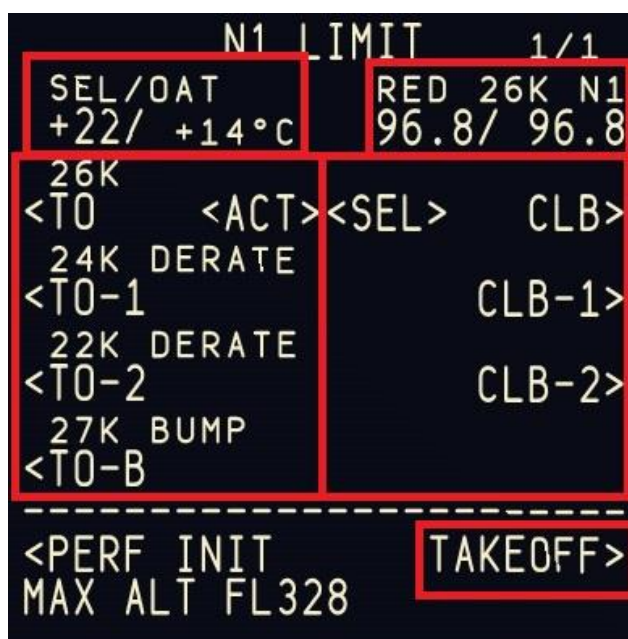 N1 LIMIT 1/1
SEL/OAT RED 26K N1
+22/ +14°C 96.8/ 96.8
26K
<TO <ACT> <SEL> CLB>
24K DERATE
<TO-1 CLB-1>
22K DERATE
<TO-2 CLB-2>
27K BUMP
<TO-B
<PERF INIT TAKEOFF>
MAX ALT FL328